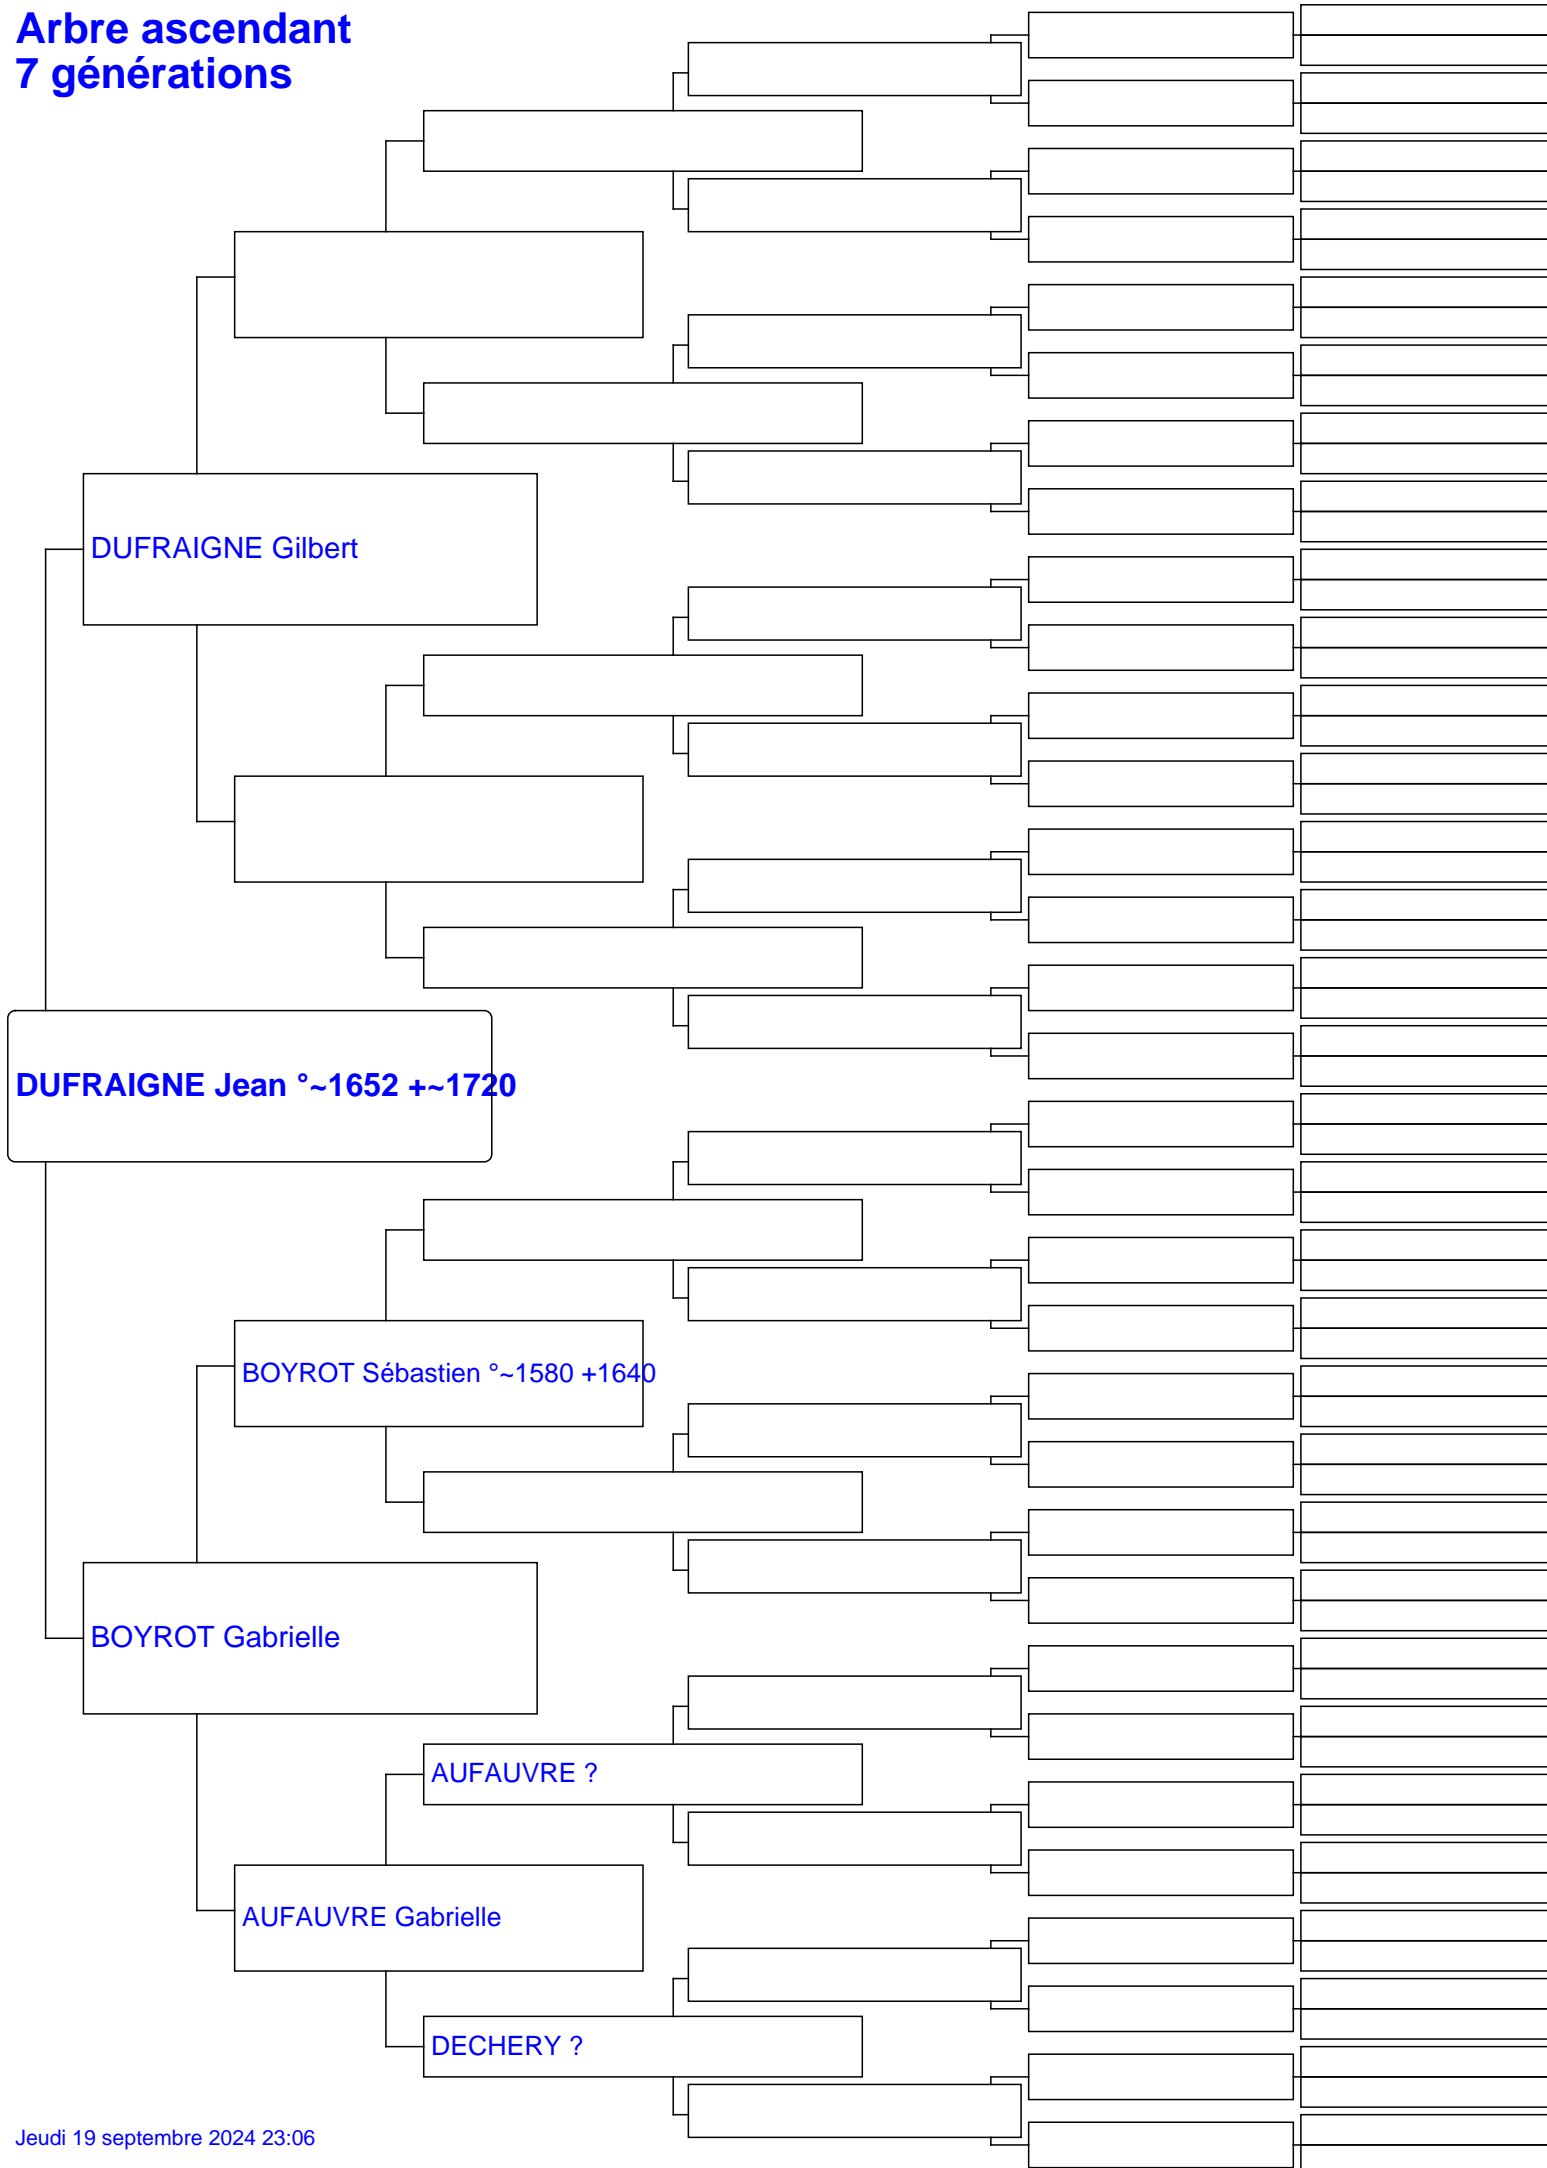 Arbre ascendant
7 générations
DUFRAIGNE Gilbert
DUFRAIGNE Jean °~1652 +~1720
BOYROT Sébastien °~1580 +1640
BOYROT Gabrielle
AUFAUVRE ?
AUFAUVRE Gabrielle
DECHERY ?
Jeudi 19 septembre 2024 23:06